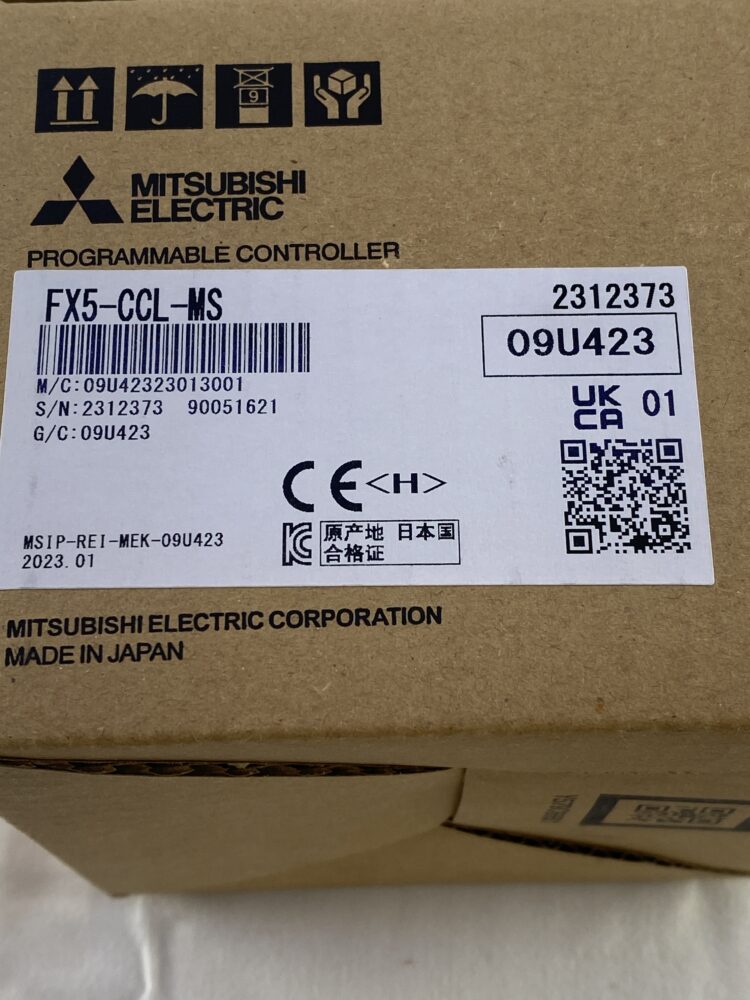 9
MITSUBISHI
ELECTRIC
PROGRAMMABLE CONTROLLER
FX5-CCL-MS
2312373
09U423
M/C:09U42323013001
S/N:2312373 90051621
G/C:09U423
UK
CA 01
CE <H>
MSIP-REI-MEK-09U423
2023.01
原产地 日本国
合格证
MITSUBISHI ELECTRIC CORPORATION
MADE IN JAPAN